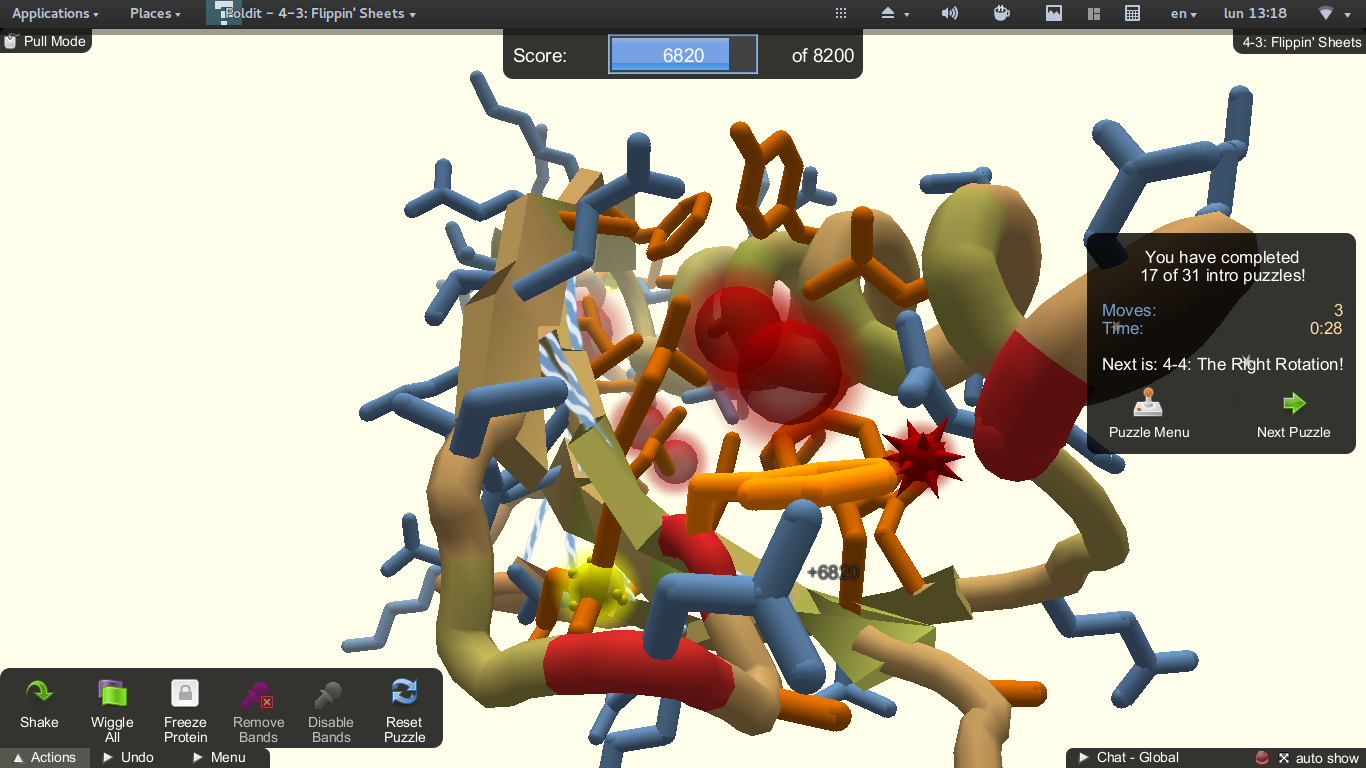 Applications
Places
Foldit - 4-3: Flippin' Sheets
en
lun 13:18
Pull Mode
Score:
6820
of 8200
4-3: Flippin' Sheets
You have completed
17 of 31 intro puzzles!
Moves:
3
Time:
0:28
Next is: 4-4: The Right Rotation!
Puzzle Menu
Next Puzzle
+6820
Shake
Wiggle
All
Freeze
Protein
Remove
Bands
Disable
Bands
Reset
Puzzle
Actions
Undo
Menu
Chat - Global
auto show